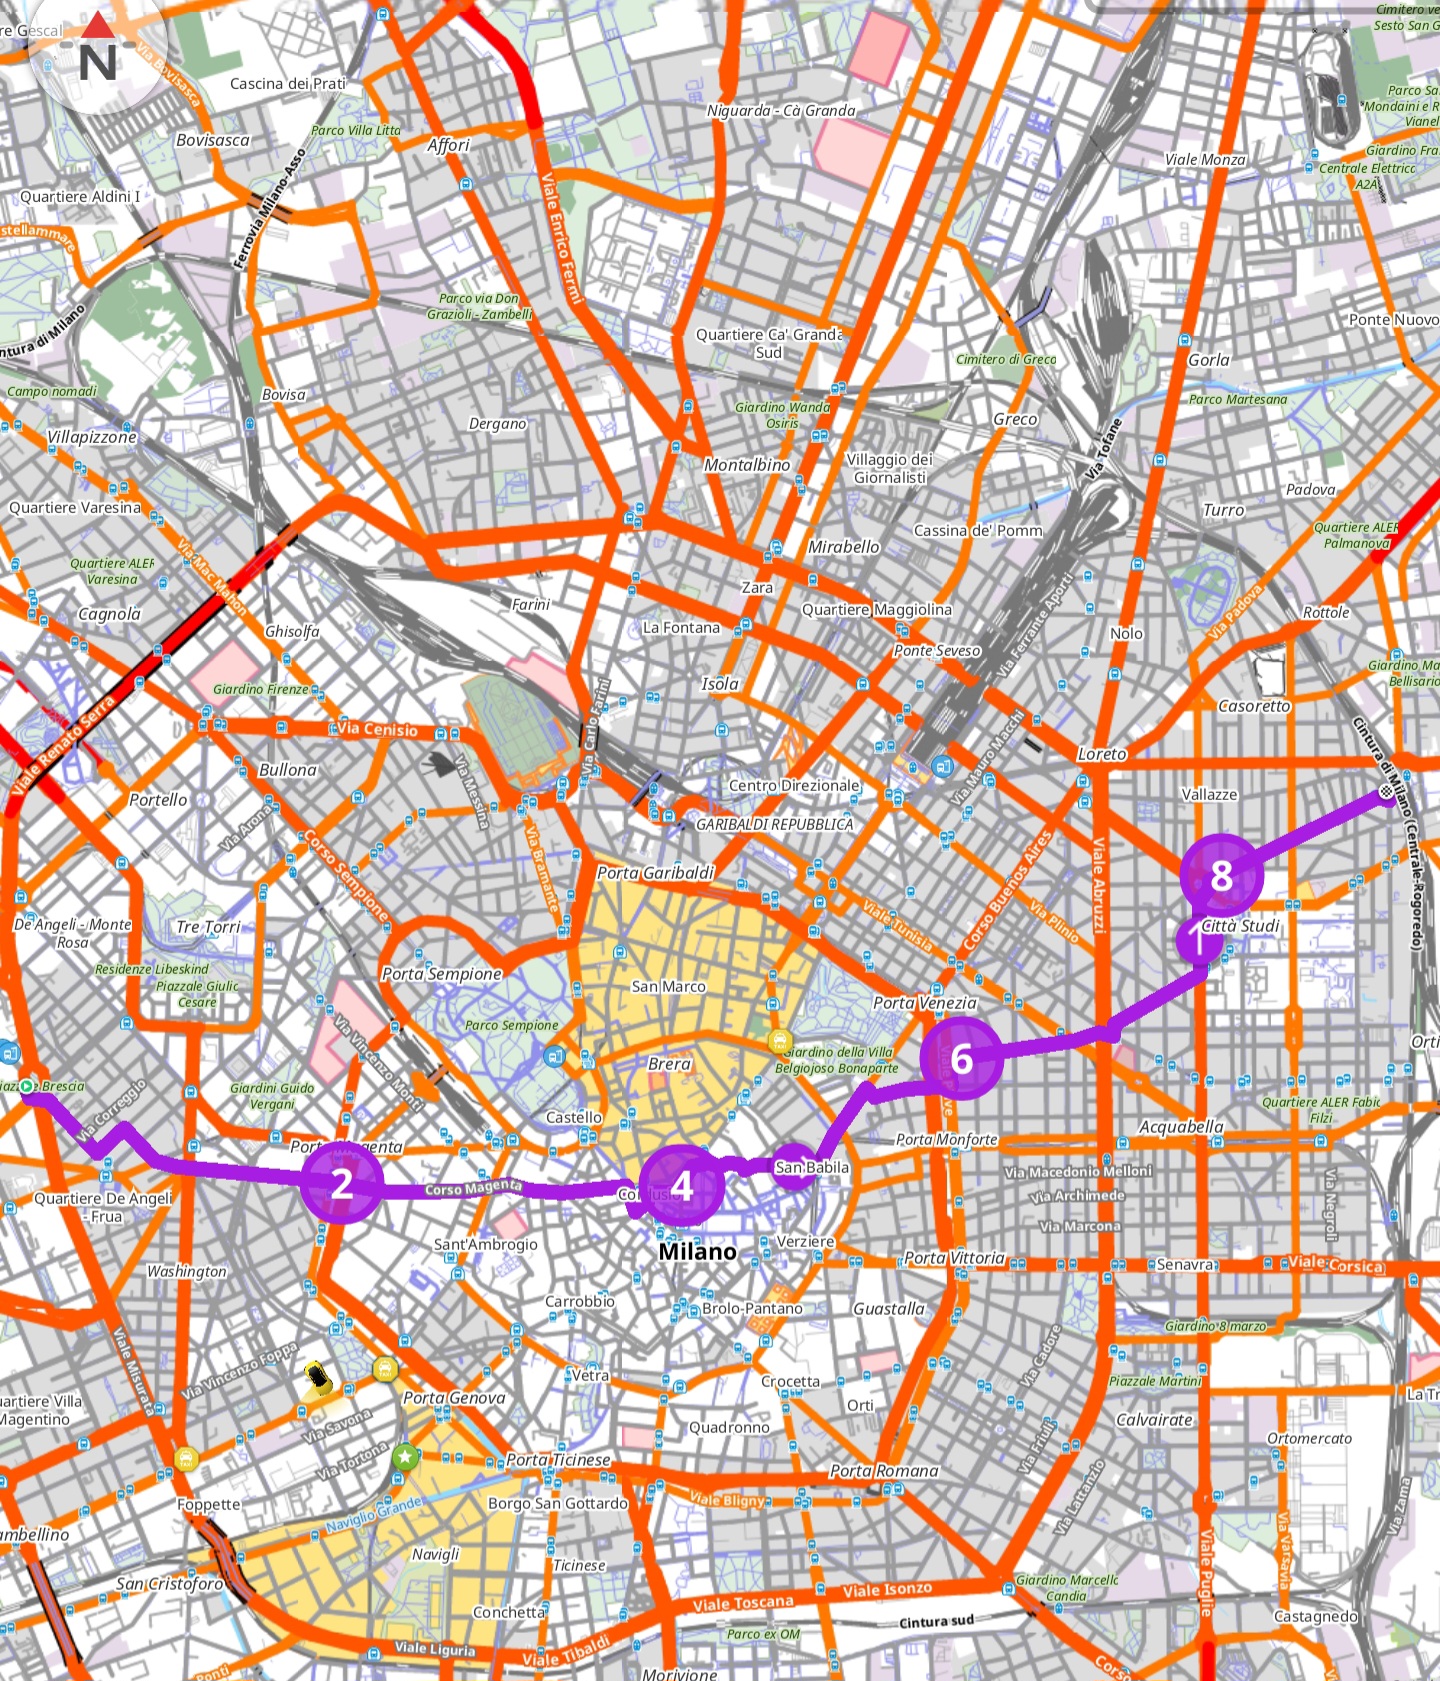 re Gescal
N
Via Bovisasca
Cascina dei Prati
Bovisasca
Parco Villa Litta
Affori
Niguarda - Cà Granda
Viale Monza
Giardino Fra
Centrale Elettrica
A2A
Quartiere Aldini I
stellammare
Ferrovia Milano-Asso
Viale Enrico Fermi
Parco via Don
Grazioli - Zambelli
Quartiere Ca' Granda
Sud
Ponte Nuovo
ntura di Milano
Cimitero di Greco
Gorla
Campo nomadi
Bovisa
Dergano
Giardino Wanda
Osiris
Greco
Parco Martesana
Villapizzone
Montalbino
Villaggio dei
Giornalisti
Via Tofane
Padova
Quartiere Varesina
Turro
Cassina de' Pomm
Quartiere ALER
Palmanova
Quartiere ALER
Varesina
Via Mac Mahon
Mirabello
Cagnola
Farini
Zara
Quartiere Maggiolina
Via Ferrante Aporti
Via Padova
Rottole
Ghisolfa
La Fontana
Nolo
Ponte Seveso
Giardino Ma
Bellisario
Giardino Firenze
Isola
Casoretto
Viale Renato Serra
Via Cenisio
Via Carlo Farini
Via Mauro Macchi
Loreto
Cintura di Milano (Centrale-Rogoredo)
Bullona
Via Messina
Centro Direzionale
Vallazze
Portello
Via Arona
GARIBALDI REPUBBLICA
Corso Sempione
Via Bramante
Porta Garibaldi
Corso Buenos Aires
Viale Abruzzi
8
De Angeli - Monte
Rosa
Tre Torri
Viale Tunisia
Via Plinio
Città Studi
1
Residenze Libeskind
Piazzale Giulic
Cesare
Porta Sempione
San Marco
Porta Venezia
Parco Sempione
Via Vincenzo Monti
Brera
TAXI
Giardino della Villa
Belgiojoso Bonaparte
6
Orti
Giardini Guido
Vergani
Via Correggio
Castello
Quartiere ALER Fabio
Filzi
Acquabella
Porta Monforte
2
Corso Magenta
4
San Babila
Via Macedonio Melloni
Via Archimede
Via Marcona
Via Negroli
Quartiere De Angeli
- Frua
Sant'Ambrogio
Milano
Verziere
Porta Vittoria
Senavra
Viale Corsica
Washington
Carrobbio
Brolo-Pantano
Guastalla
Giardino 8 marzo
Viale Misurata
Via Vincenzo Foppa
TAXI
Vetra
Crocetta
Via Cadore
Piazzale Martini
La Tr
uartiere Villa
Magentino
Via Savona
Porta Genova
Quadronno
Orti
Calvairate
Ortomercato
Via Friuli
TAXI
Via Tortona
Porta Ticinese
Porta Romana
Via Lattanzio
Via Zama
Foppette
Naviglio Grande
Borgo San Gottardo
Viale Bligny
ambellino
Navigli
Ticinese
Via Varsavia
Viale Puglie
San Cristoforo
Conchetta
Viale Toscana
Viale Isonzo
Giardino Marcello
Candia
Castagnedo
Cintura sud
Viale Liguria
Viale Tibaldi
Parco ex OM
Morivione
Corso